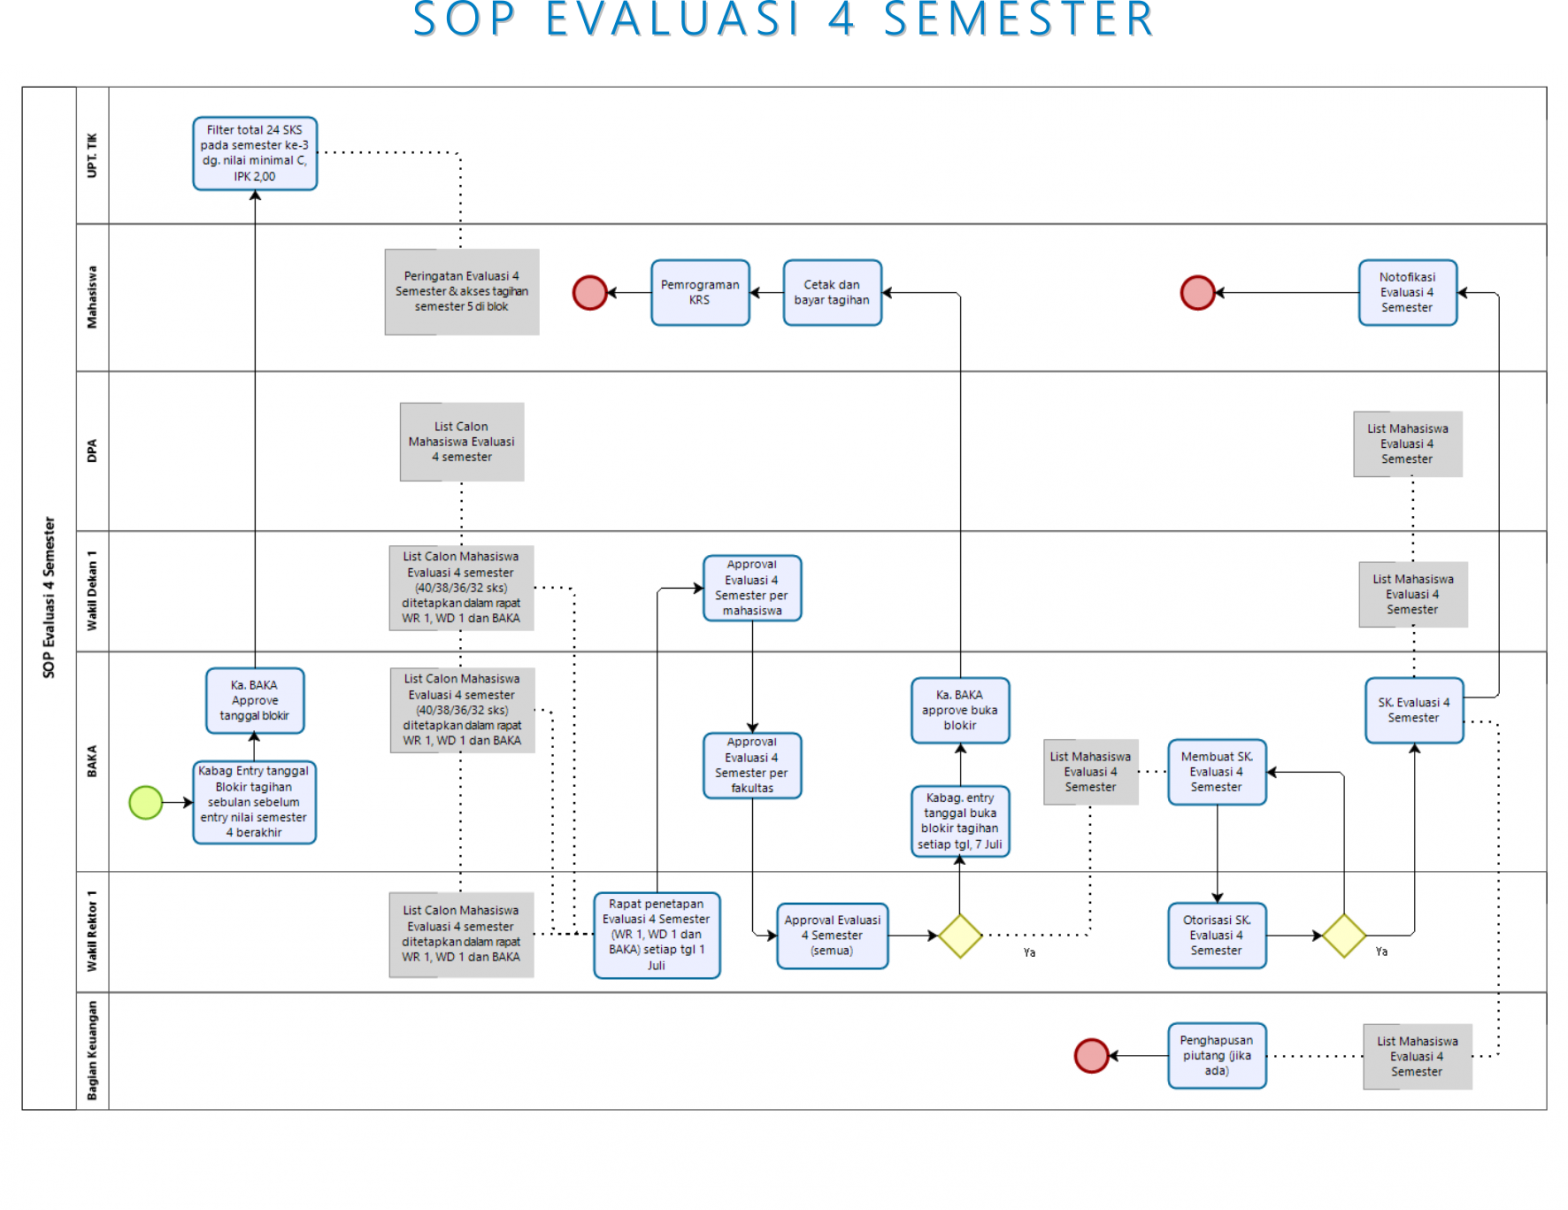 SOP EVALUASI 4 SEMESTER
SOP Evaluasi 4 Semester
UPT. TIK
Filter total 24 SKS
pada semester ke-3
dg. nilai minimal C,
IPK 2,00
Mahasiswa
Peringatan Evaluasi 4
Semester & akses tagihan
semester 5 di blok
Pemrograman
KRS
Cetak dan
bayar tagihan
Notofikasi
Evaluasi 4
Semester
DPA
List Calon
Mahasiswa Evaluasi
4 semester
List Mahasiswa
Evaluasi 4
Semester
Wakil Dekan 1
List Calon Mahasiswa
Evaluasi 4 semester
(40/38/36/32 sks)
ditetapkan dalam rapat
WR 1, WD 1 dan BAKA
Approval
Evaluasi 4
Semester per
mahasiswa
List Mahasiswa
Evaluasi 4
Semester
BAKA
Ka. BAKA
Approve
tanggal blokir
Kabag Entry tanggal
Blokir tagihan
sebulan sebelum
entry nilai semester
4 berakhir
List Calon Mahasiswa
Evaluasi 4 semester
(40/38/36/32 sks)
ditetapkan dalam rapat
WR 1, WD 1 dan BAKA
Approval
Evaluasi 4
Semester per
fakultas
Ka. BAKA
approve buka
blokir
Kabag. entry
tanggal buka
blokir tagihan
setiap tgl, 7 Juli
List Mahasiswa
Evaluasi 4
Semester
Membuat SK.
Evaluasi 4
Semester
SK. Evaluasi 4
Semester
Wakil Rektor 1
List Calon Mahasiswa
Evaluasi 4 semester
ditetapkan dalam rapat
WR 1, WD 1 dan BAKA
Rapat penetapan
Evaluasi 4 Semester
(WR 1, WD 1 dan
BAKA) setiap tgl 1
Juli
Approval Evaluasi
4 Semester
(semua)
Ya
Otorisasi SK.
Evaluasi 4
Semester
Ya
Bagian Keuangan
Penghapusan
piutang (jika
ada)
List Mahasiswa
Evaluasi 4
Semester